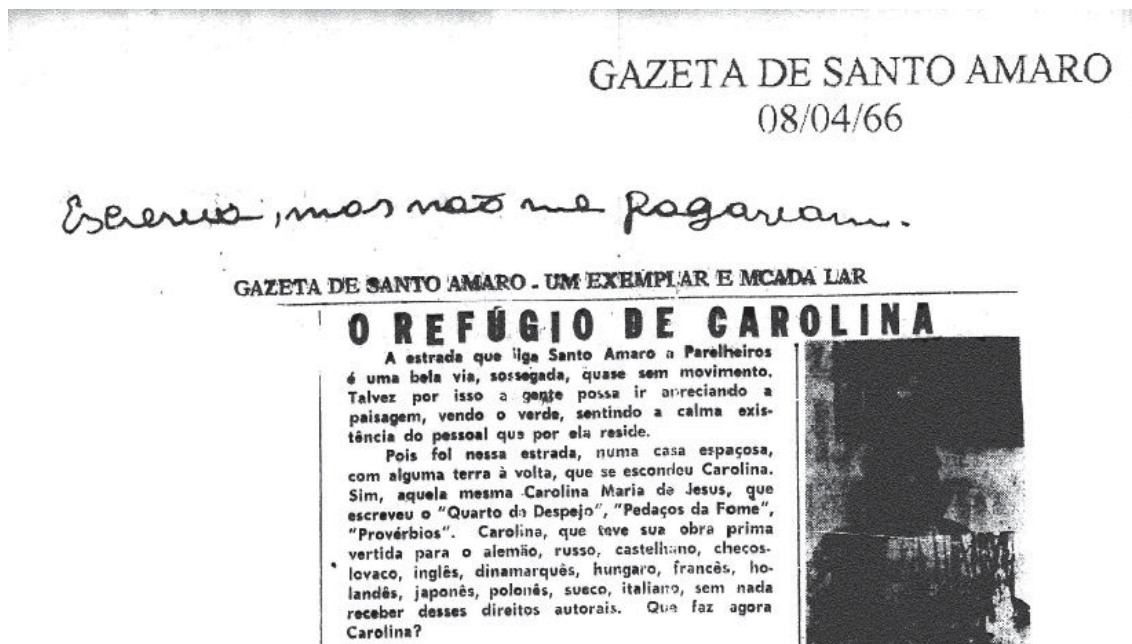 GAZETA DE SANTO AMARO
08/04/66
Escrevia, mas não me pagavam.
GAZETA DE SANTO AMARO - UM EXEMPLAR E MCADA LAR
O REFÚGIO DE CAROLINA
A estrada que liga Santo Amaro a Parelheiros
é uma bela via, sossegada, quase sem movimento.
Talvez por isso a gente possa ir apreciando a
paisagem, vendo o verde, sentindo a calma exis-
tência do pessoal que por ela reside.
Pois foi nessa estrada, numa casa espaçosa,
com alguma terra à volta, que se escondeu Carolina.
Sim, aquela mesma Carolina Maria de Jesus, que
escreveu o "Quarto de Despejo", "Pedaços da Fome",
"Provérbios". Carolina, que teve sua obra prima
vertida para o alemão, russo, castelhano, checos-
lovaco, inglês, dinamarquês, hungaro, francês, ho-
landês, japonês, polonês, sueco, italiano, sem nada
receber desses direitos autorais. Que faz agora
Carolina?